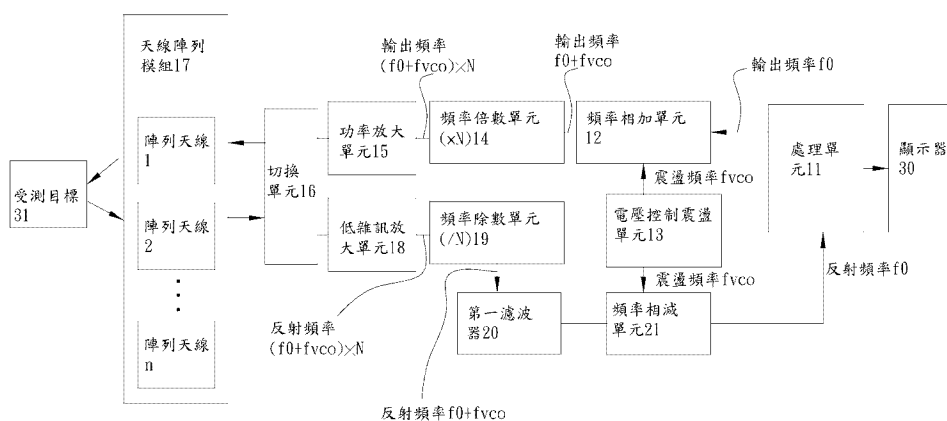 天線陣列
模組17
陣列天線
1
陣列天線
2
陣列天線
n
受測目標
31
切換
單元16
功率放大
單元15
低雜訊放
大單元18
輸出頻率
(f0+fvco)×N
頻率倍數單元
(×N)14
頻率除數單元
(/N)19
輸出頻率
f0+fvco
頻率相加單元
12
輸出頻率f0
震盪頻率fvco
電壓控制震盪
單元13
震盪頻率fvco
處理單
元11
顯示器
30
反射頻率f0
第一濾波
器20
頻率相減
單元21
反射頻率
(f0+fvco)×N
反射頻率f0+fvco